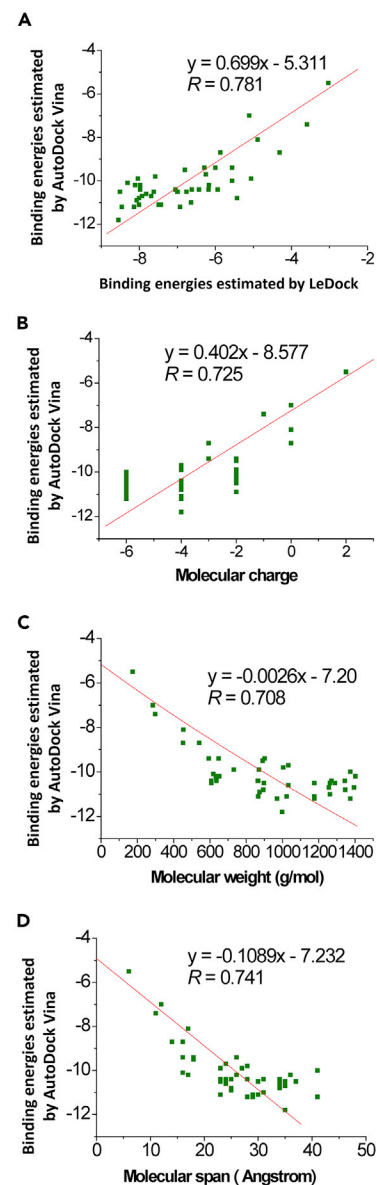 A
Binding energies estimated
by AutoDock Vina
y = 0.699x - 5.311
R = 0.781
-4
-6
-8
-10
-12
-8 -6 -4 -2
Binding energies estimated by LeDock
B
Binding energies estimated
by AutoDock Vina
y = 0.402x - 8.577
R = 0.725
-4
-6
-8
-10
-12
-6 -4 -2 0 2
Molecular charge
C
Binding energies estimated
by AutoDock Vina
y = -0.0026x - 7.20
R = 0.708
-4
-6
-8
-10
-12
0 200 400 600 800 1000 1200 1400
Molecular weight (g/mol)
D
Binding energies estimated
by AutoDock Vina
y = -0.1089x - 7.232
R = 0.741
-4
-6
-8
-10
-12
0 10 20 30 40 50
Molecular span ( Angstrom)